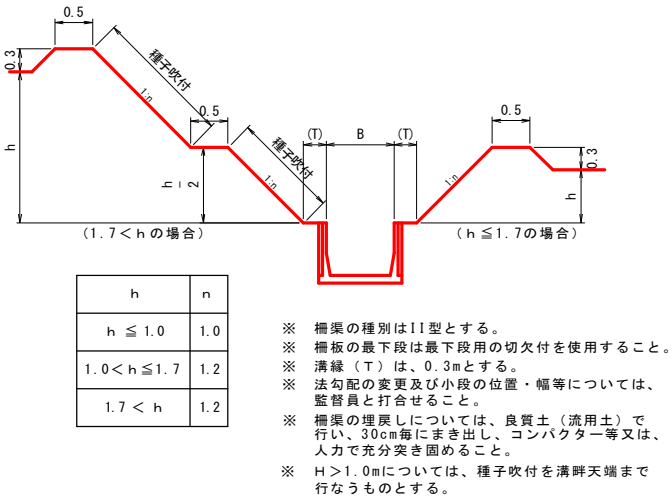 0.5
0.3
種子吹付
1:n
0.5
h
種子吹付
1:n
h
2
(T)
B
(T)
0.5
0.3
1:n
h
(1.7<hの場合)
(h≦1.7の場合)
h n
h ≦ 1.0 1.0
1.0<h≦1.7 1.2
1.7 < h 1.2
※ 柵渠の種別はII型とする。
※ 柵板の最下段は最下段用の切欠付を使用すること。
※ 溝縁(T)は、0.3mとする。
※ 法勾配の変更及び小段の位置・幅等については、
監督員と打合せること。
※ 柵渠の埋戻しについては、良質土(流用土)で
行い、30cm毎にまき出し、コンパクター等又は、
人力で充分突き固めること。
※ H>1.0mについては、種子吹付を溝畔天端まで
行なうものとする。